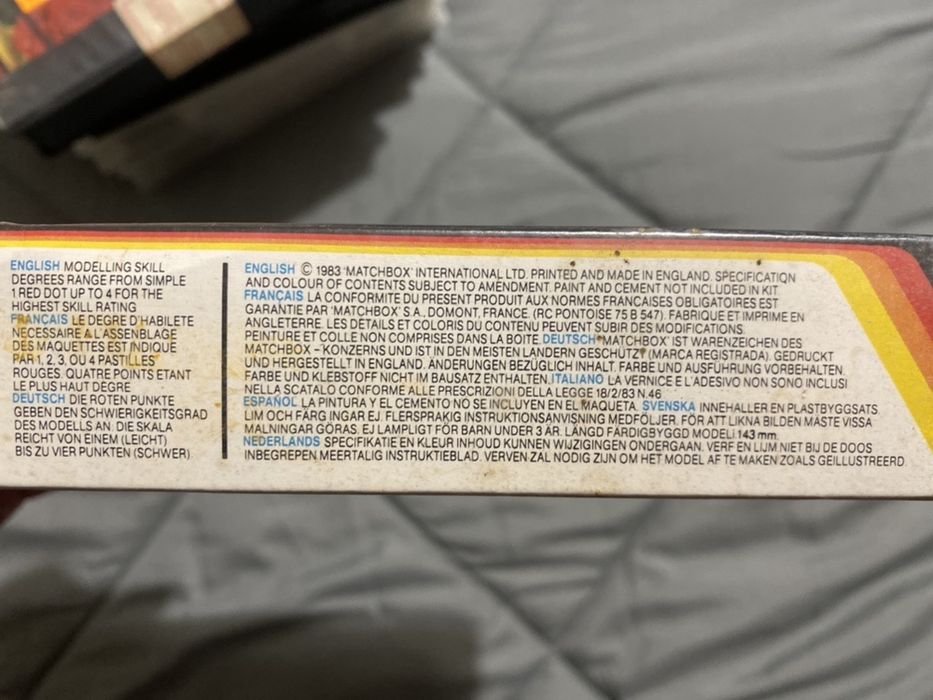 ENGLISH MODELLING SKILL
DEGREES RANGE FROM SIMPLE
1 RED DOT UP TO 4 FOR THE
HIGHEST SKILL RATING
FRANÇAIS LE DEGRE D'HABILETE
NECESSAIRE A L'ASSENBLAGE
DES MAQUETTES EST INDIQUE
PAR 1, 2, 3, OU 4 PASTILLES
ROUGES. QUATRE POINTS ETANT
LE PLUS HAUT DÈGRE
DEUTSCH DIE ROTEN PUNKTE
GEBEN DEN SCHWIERIGKEITSGRAD
DES MODELLS AN. DIE SKALA
REICHT VON EINEM (LEICHT)
BIS ZU VIER PUNKTEN (SCHWER).
ENGLISH © 1983 'MATCHBOX' INTERNATIONAL LTD. PRINTED AND MADE IN ENGLAND. SPECIFICATION
AND COLOUR OF CONTENTS SUBJECT TO AMENDMENT. PAINT AND CEMENT NOT INCLUDED IN KIT.
FRANÇAIS LA CONFORMITE DU PRESENT PRODUIT AUX NORMES FRANCAISES OBLIGATOIRES EST
GARANTIE PAR 'MATCHBOX' S.A., DOMONT, FRANCE. (RC PONTOISE 75 B 547). FABRIQUE ET IMPRIME EN
ANGLETERRE. LES DETAILS ET COLORIS DU CONTENU PEUVENT SUBIR DES MODIFICATIONS.
PEINTURE ET COLLE NON COMPRISES DANS LA BOITE. DEUTSCH 'MATCHBOX' IST WARENZEICHEN DES
MATCHBOX – KONZERNS UND IST IN DEN MEISTEN LANDERN GESCHUTZT (MARCA REGISTRADA). GEDRUCKT
UND HERGESTELLT IN ENGLAND. ÄNDERUNGEN BEZÜGLICH INHALT. FARBE UND AUSFÜHRUNG VORBEHALTEN.
FARBE UND KLEBSTOFF NICHT IM BAUSATZ ENTHALTEN. ITALIANO LA VERNICE E L'ADESIVO NON SONO INCLUSI
NELLA SCATALO CONFORME ALLE PRESCRIZIONI DELLA LEGGE 18/2/83 N.46
ESPAÑOL LA PINTURA Y EL CEMENTO NO SE INCLUYEN EN EL MAQUETA. SVENSKA INNEHALLER EN PLASTBYGGSATS.
LIM OCH FÄRG INGAR EJ. FLERSPRAKIG INSTRUKTIONSANVISNING MEDFÖLJER. FÖR ATT LIKNA BILDEN MÄSTE VISSA
MALNINGAR GÖRAS. EJ LAMPLIGT FÖR BARN UNDER 3 ÄR. LÄNGD FÄRDIGBYGGD MODELL 143 mm.
NEDERLANDS SPECIFIKATIE EN KLEUR INHOUD KUNNEN WIJZIGINGEN ONDERGAAN. VERF EN LIJM NIET BIJ DE DOOS
INBEGREPEN MEERTALIG INSTRUKTIEBLAD. VERVEN ZAL NODIG ZIJN OM HET MODEL AF TE MAKEN ZOALS GEILLUSTREERD.